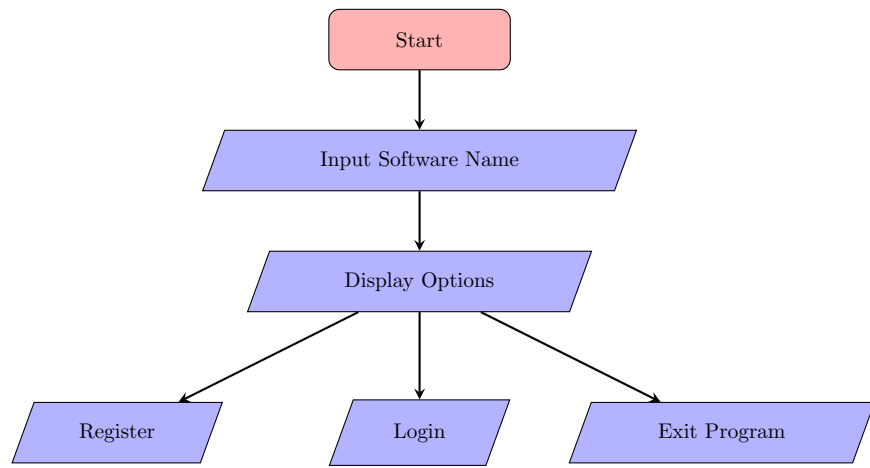 Start
Input Software Name
Display Options
Register
Login
Exit Program